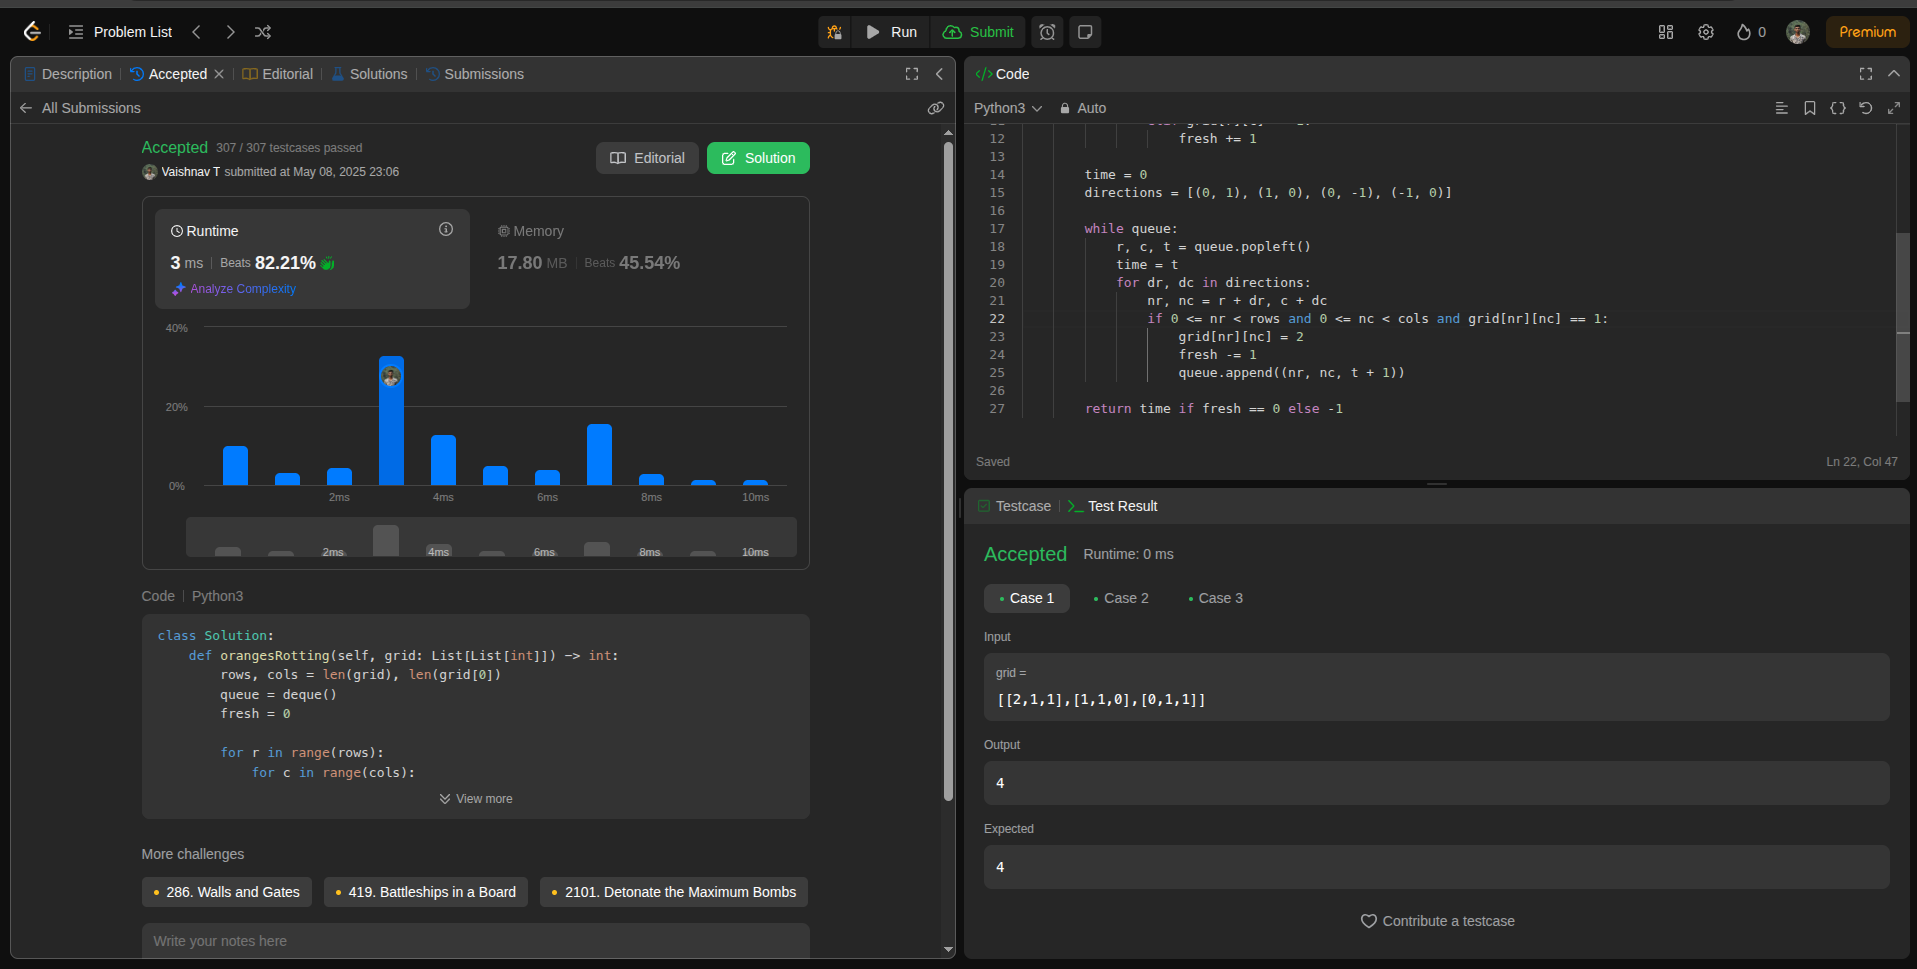 Problem List
Run
Submit
0
Premium
Description
Accepted
Editorial
Solutions
Submissions
All Submissions
Accepted 307 / 307 testcases passed
Vaishnav T submitted at May 08, 2025 23:06
Editorial
Solution
Runtime
3 ms Beats 82.21%
Analyze Complexity
Memory
17.80 MB Beats 45.54%
40%
20%
0%
2ms 4ms 6ms 8ms 10ms
2ms 4ms 6ms 8ms 10ms
Code Python3
class Solution:
    def orangesRotting(self, grid: List[List[int]]) -> int:
        rows, cols = len(grid), len(grid[0])
        queue = deque()
        fresh = 0
        for r in range(rows):
            for c in range(cols):
View more
More challenges
286. Walls and Gates
419. Battleships in a Board
2101. Detonate the Maximum Bombs
Write your notes here
Code
Python3
Auto
12                     fresh += 1
13
14         time = 0
15         directions = [(0, 1), (1, 0), (0, -1), (-1, 0)]
16
17         while queue:
18             r, c, t = queue.popleft()
19             time = t
20             for dr, dc in directions:
21                 nr, nc = r + dr, c + dc
22                 if 0 <= nr < rows and 0 <= nc < cols and grid[nr][nc] == 1:
23                     grid[nr][nc] = 2
24                     fresh -= 1
25                     queue.append((nr, nc, t + 1))
26
27         return time if fresh == 0 else -1
Saved
Ln 22, Col 47
Testcase
Test Result
Accepted Runtime: 0 ms
Case 1
Case 2
Case 3
Input
grid =
[[2,1,1],[1,1,0],[0,1,1]]
Output
4
Expected
4
Contribute a testcase